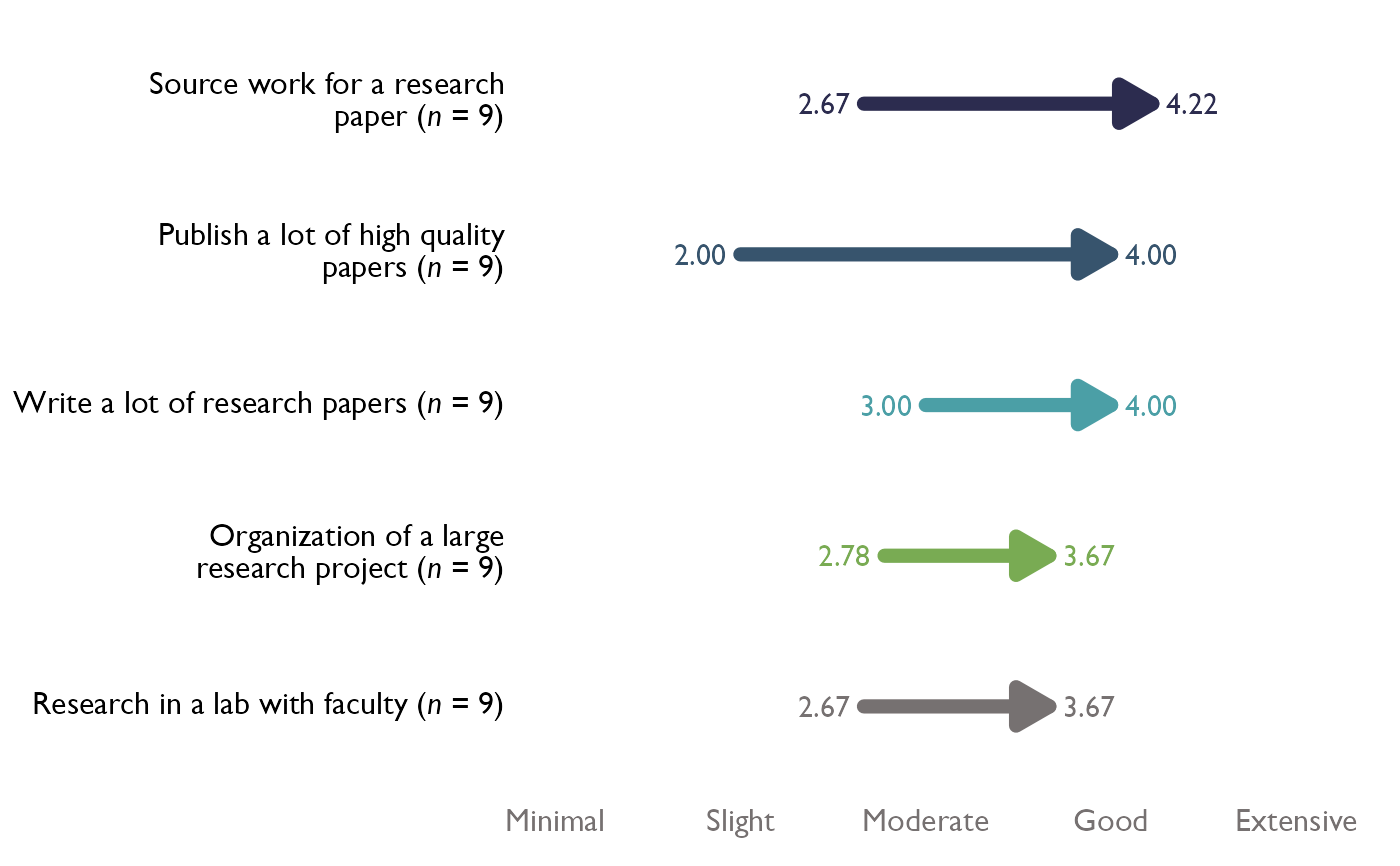 Source work for a research
paper (n = 9)
2.67
4.22
Publish a lot of high quality
papers (n = 9)
2.00
4.00
Write a lot of research papers (n = 9)
3.00
4.00
Organization of a large
research project (n = 9)
2.78
3.67
Research in a lab with faculty (n = 9)
2.67
3.67
Minimal Slight Moderate Good Extensive